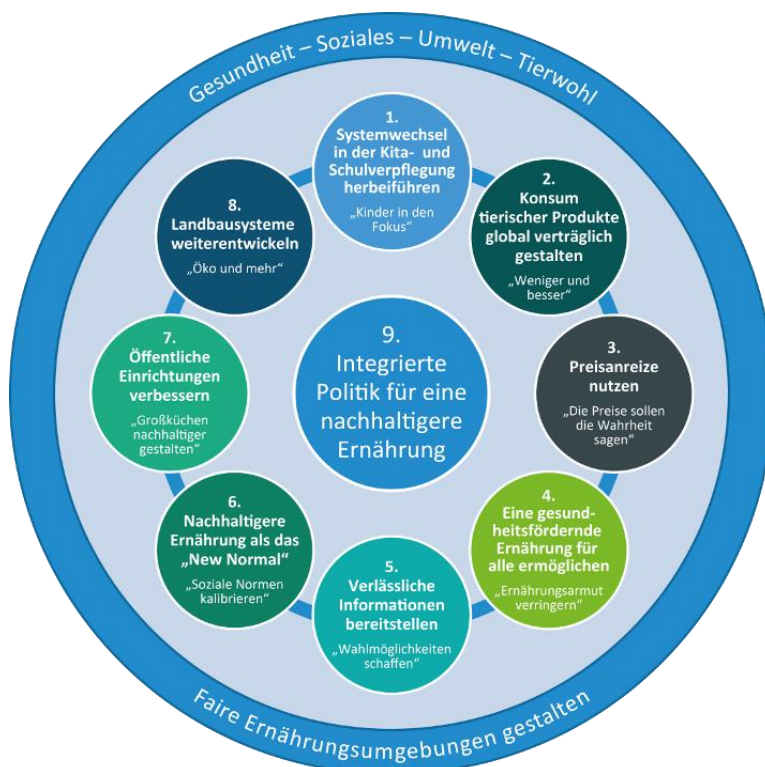 Gesundheit – Soziales – Umwelt – Tierwohl
1.
Systemwechsel
in der Kita- und
Schulverpflegung
herbeiführen
„Kinder in den
Fokus“
2.
Konsum
tierischer Produkte
global verträglich
gestalten
„Weniger und
besser“
3.
Preisanreize
nutzen
„Die Preise sollen
die Wahrheit
sagen“
4.
Eine gesund-
heitsfördernde
Ernährung für
alle ermöglichen
„Ernährungsarmut
verringern“
5.
Verlässliche
Informationen
bereitstellen
„Wahlmöglichkeiten
schaffen“
6.
Nachhaltigere
Ernährung als das
„New Normal“
„Soziale Normen
kalibrieren“
7.
Öffentliche
Einrichtungen
verbessern
„Großküchen
nachhaltiger
gestalten“
8.
Landbausysteme
weiterentwickeln
„Öko und mehr“
9.
Integrierte
Politik für eine
nachhaltigere
Ernährung
Faire Ernährungsumgebungen gestalten